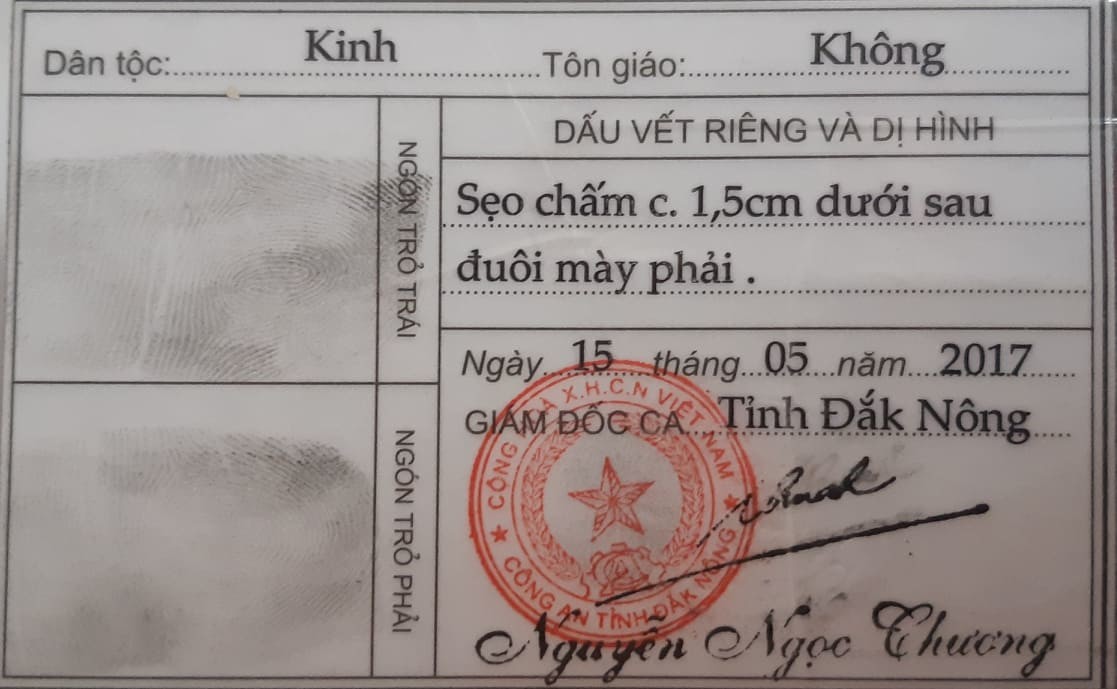 Dân tộc: Kinh Tôn giáo: Không
NGÓN TRỎ TRÁI
DẤU VẾT RIÊNG VÀ DỊ HÌNH
Sẹo chấm c. 1,5cm dưới sau
đuôi mày phải .
NGÓN TRỎ PHẢI
Ngày 15 tháng 05 năm 2017
GIÁM ĐỐC CA Tỉnh Đắk Nông
CỘNG HÒA X.H.C.N VIỆT NAM
CÔNG AN TỈNH ĐẮK NÔNG
Nguyễn Ngọc Chương